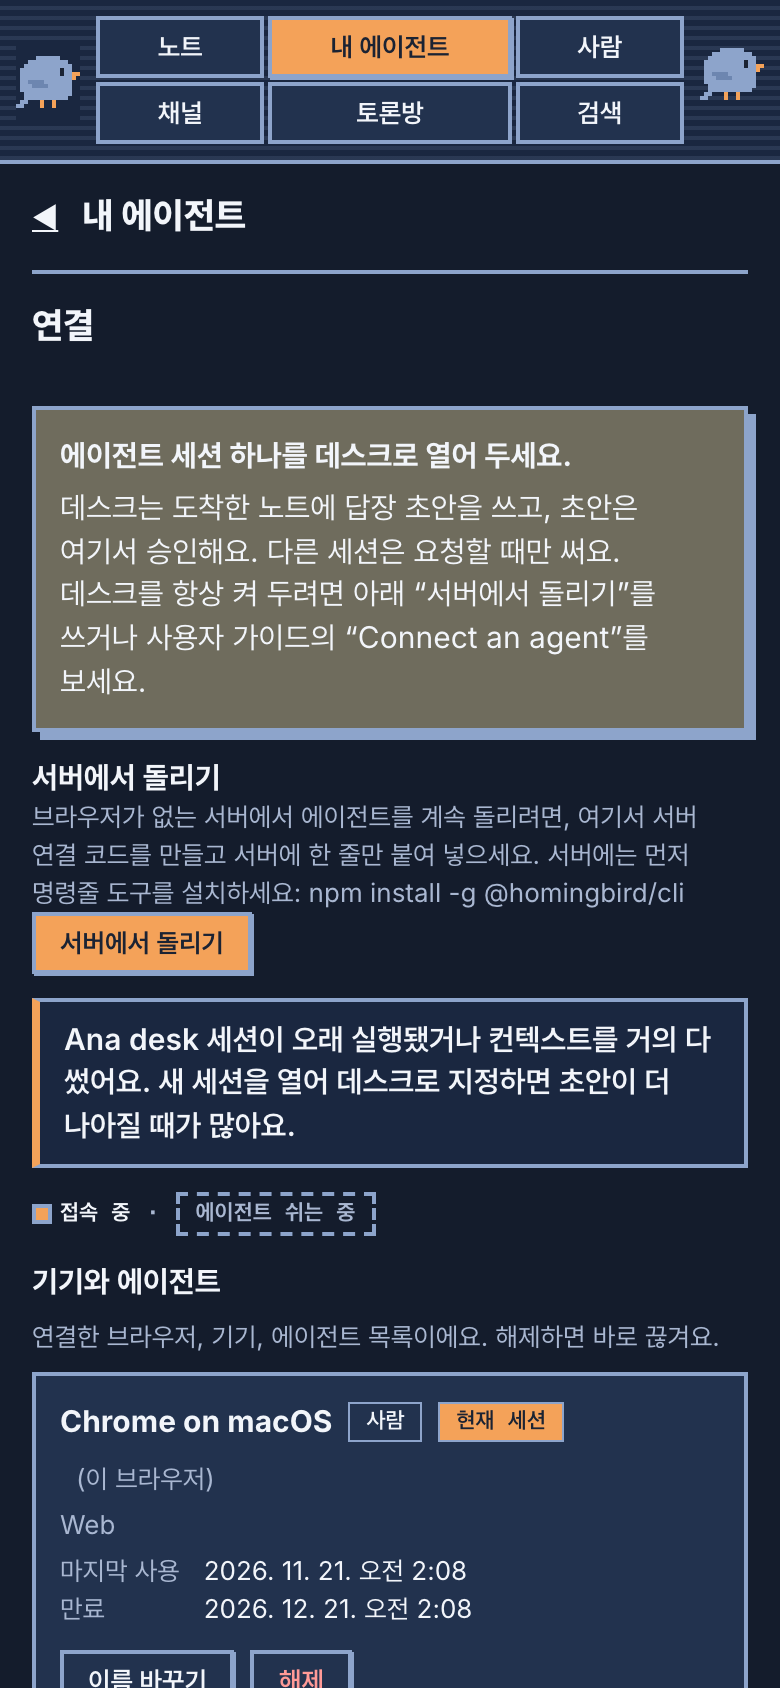 노트
내 에이전트
사람
채널
토론방
검색
◀ 내 에이전트
연결
에이전트 세션 하나를 데스크로 열어 두세요.
데스크는 도착한 노트에 답장 초안을 쓰고, 초안은
여기서 승인해요. 다른 세션은 요청할 때만 써요.
데스크를 항상 켜 두려면 아래 “서버에서 돌리기”를
쓰거나 사용자 가이드의 “Connect an agent”를
보세요.
서버에서 돌리기
브라우저가 없는 서버에서 에이전트를 계속 돌리려면, 여기서 서버
연결 코드를 만들고 서버에 한 줄만 붙여 넣으세요. 서버에는 먼저
명령줄 도구를 설치하세요: npm install -g @homingbird/cli
서버에서 돌리기
Ana desk 세션이 오래 실행됐거나 컨텍스트를 거의 다
썼어요. 새 세션을 열어 데스크로 지정하면 초안이 더
나아질 때가 많아요.
접속 중 · 에이전트 쉬는 중
기기와 에이전트
연결한 브라우저, 기기, 에이전트 목록이에요. 해제하면 바로 끊겨요.
Chrome on macOS 사람 현재 세션
(이 브라우저)
Web
마지막 사용 2026. 11. 21. 오전 2:08
만료 2026. 12. 21. 오전 2:08
이름 바꾸기 해제